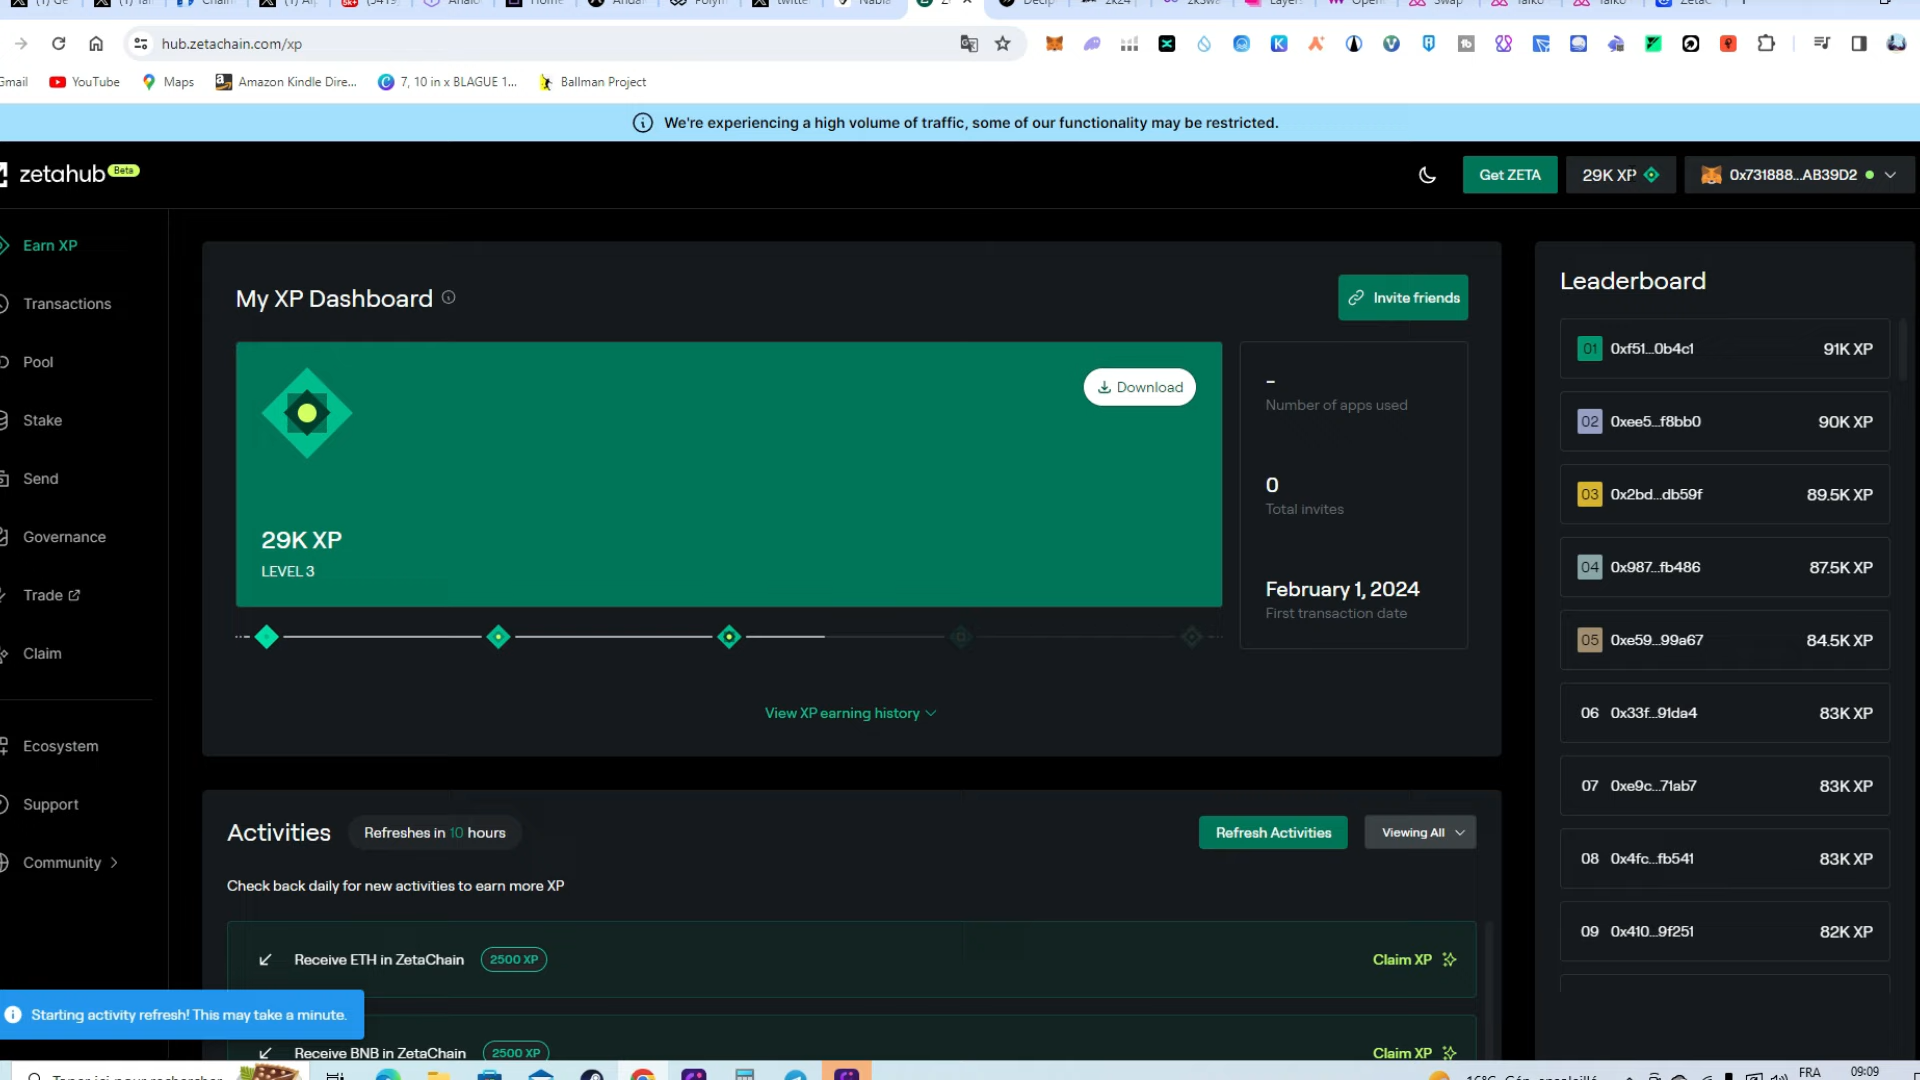 hub.zetachain.com/xp
Gmail YouTube Maps Amazon Kindle Dire... 7, 10 in x BLAGUE 1... Ballman Project
We're experiencing a high volume of traffic, some of our functionality may be restricted.
zetahub Beta
Get ZETA 29K XP 0x731888...AB39D2
Earn XP
Transactions
Pool
Stake
Send
Governance
Trade
Claim
Ecosystem
Support
Community
My XP Dashboard
Invite friends
Download
29K XP
LEVEL 3
-
Number of apps used
0
Total invites
February 1, 2024
First transaction date
View XP earning history
Activities Refreshes in 10 hours
Refresh Activities Viewing All
Check back daily for new activities to earn more XP
Receive ETH in ZetaChain 2500 XP Claim XP
Receive BNB in ZetaChain 2500 XP Claim XP
Leaderboard
01 0xf51...0b4c1 91K XP
02 0xee5...f8bb0 90K XP
03 0x2bd...db59f 89.5K XP
04 0x987...fb486 87.5K XP
05 0xe59...99a67 84.5K XP
06 0x33f...91da4 83K XP
07 0xe9c...71ab7 83K XP
08 0x4fc...fb541 83K XP
09 0x410...9f251 82K XP
Starting activity refresh! This may take a minute.
Taper ici pour rechercher
16°C
FRA
09:09